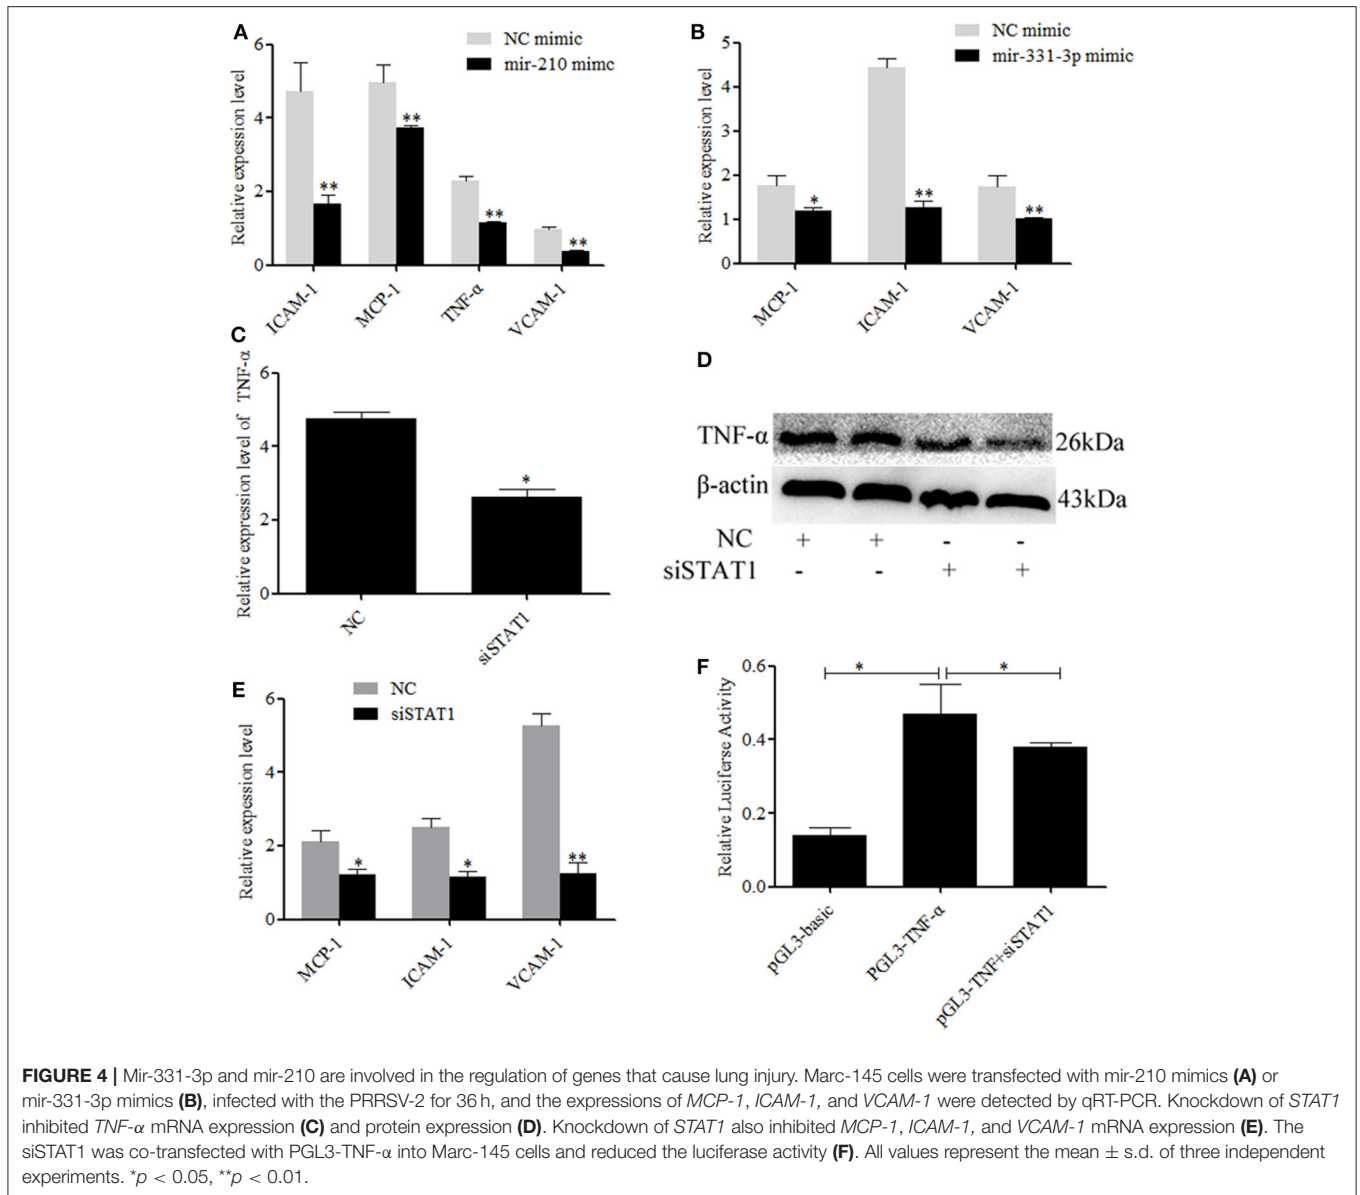 A
NC mimic
mir-210 mimc
Relative expession level
6
4
2
0
**
**
**
**
ICAM-1
MCP-1
TNF-α
VCAM-1
B
NC mimic
mir-331-3p mimic
Relative expession level
5
4
3
2
1
0
*
**
**
MCP-1
ICAM-1
VCAM-1
C
Relative expression level of TNF-α
6
4
2
0
*
NC
siSTAT1
D
TNF-α
26kDa
β-actin
43kDa
NC + + - -
siSTAT1 - - + +
E
NC
siSTAT1
Relative expression level
6
4
2
0
*
*
**
MCP-1
ICAM-1
VCAM-1
F
Relative Luciferse Activity
0.6
0.4
0.2
0.0
*
*
pGL3-basic
PGL3-TNF-α
pGL3-TNF+siSTAT1
FIGURE 4 | Mir-331-3p and mir-210 are involved in the regulation of genes that cause lung injury. Marc-145 cells were transfected with mir-210 mimics (A) or
mir-331-3p mimics (B), infected with the PRRSV-2 for 36 h, and the expressions of MCP-1, ICAM-1, and VCAM-1 were detected by qRT-PCR. Knockdown of STAT1
inhibited TNF-α mRNA expression (C) and protein expression (D). Knockdown of STAT1 also inhibited MCP-1, ICAM-1, and VCAM-1 mRNA expression (E). The
siSTAT1 was co-transfected with PGL3-TNF-α into Marc-145 cells and reduced the luciferase activity (F). All values represent the mean ± s.d. of three independent
experiments. *p < 0.05, **p < 0.01.